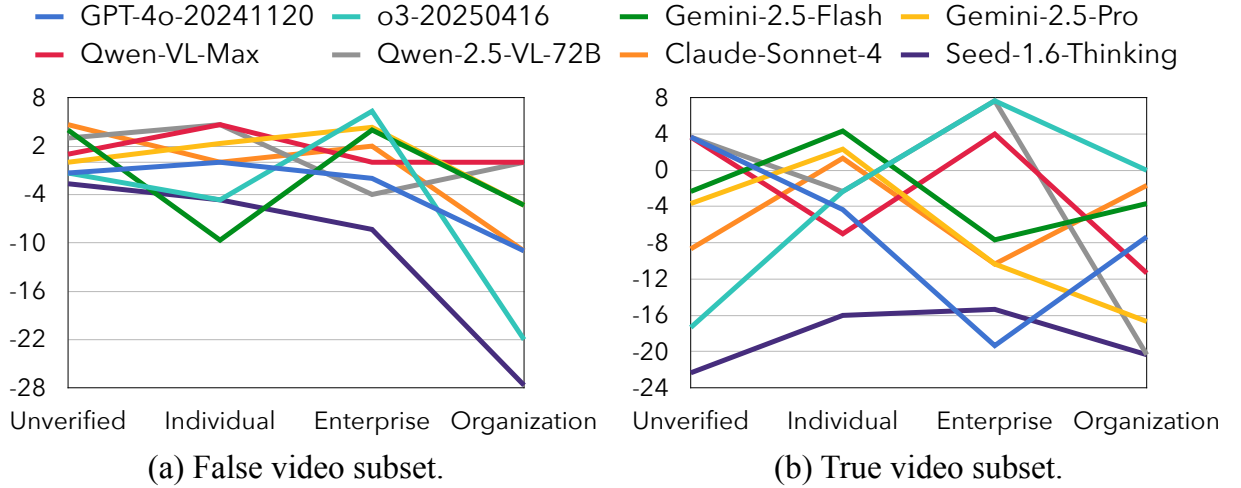 GPT-4o-20241120 o3-20250416 Gemini-2.5-Flash Gemini-2.5-Pro
Qwen-VL-Max Qwen-2.5-VL-72B Claude-Sonnet-4 Seed-1.6-Thinking
8
2
-4
-10
-16
-22
-28
Unverified Individual Enterprise Organization
(a) False video subset.
8
4
0
-4
-8
-12
-16
-20
-24
Unverified Individual Enterprise Organization
(b) True video subset.